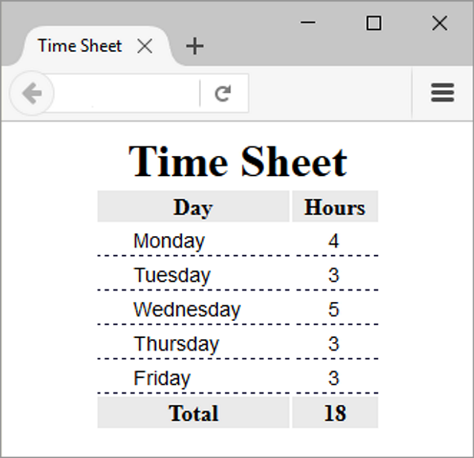 Time Sheet
Time Sheet
Day Hours
Monday 4
Tuesday 3
Wednesday 5
Thursday 3
Friday 3
Total 18